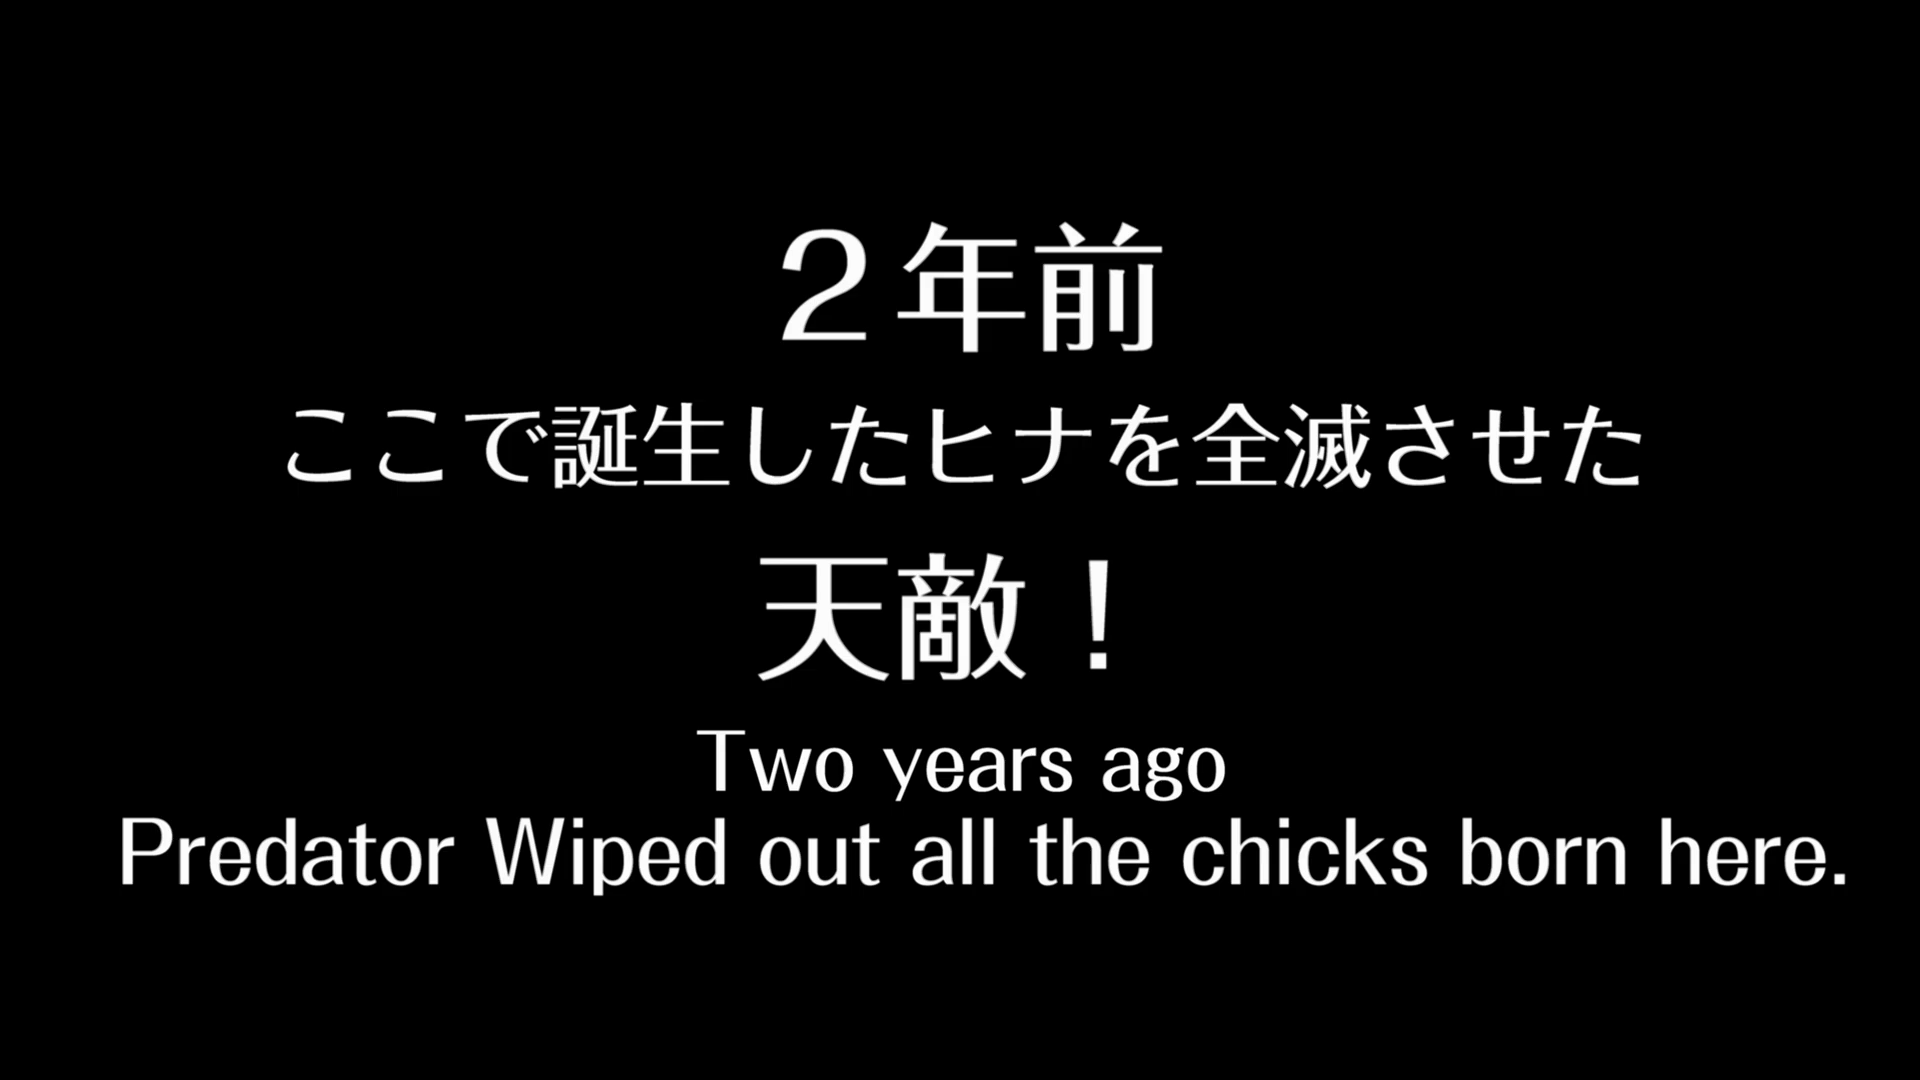 ２年前
ここで誕生したヒナを全滅させた
天敵！
Two years ago
Predator Wiped out all the chicks born here.